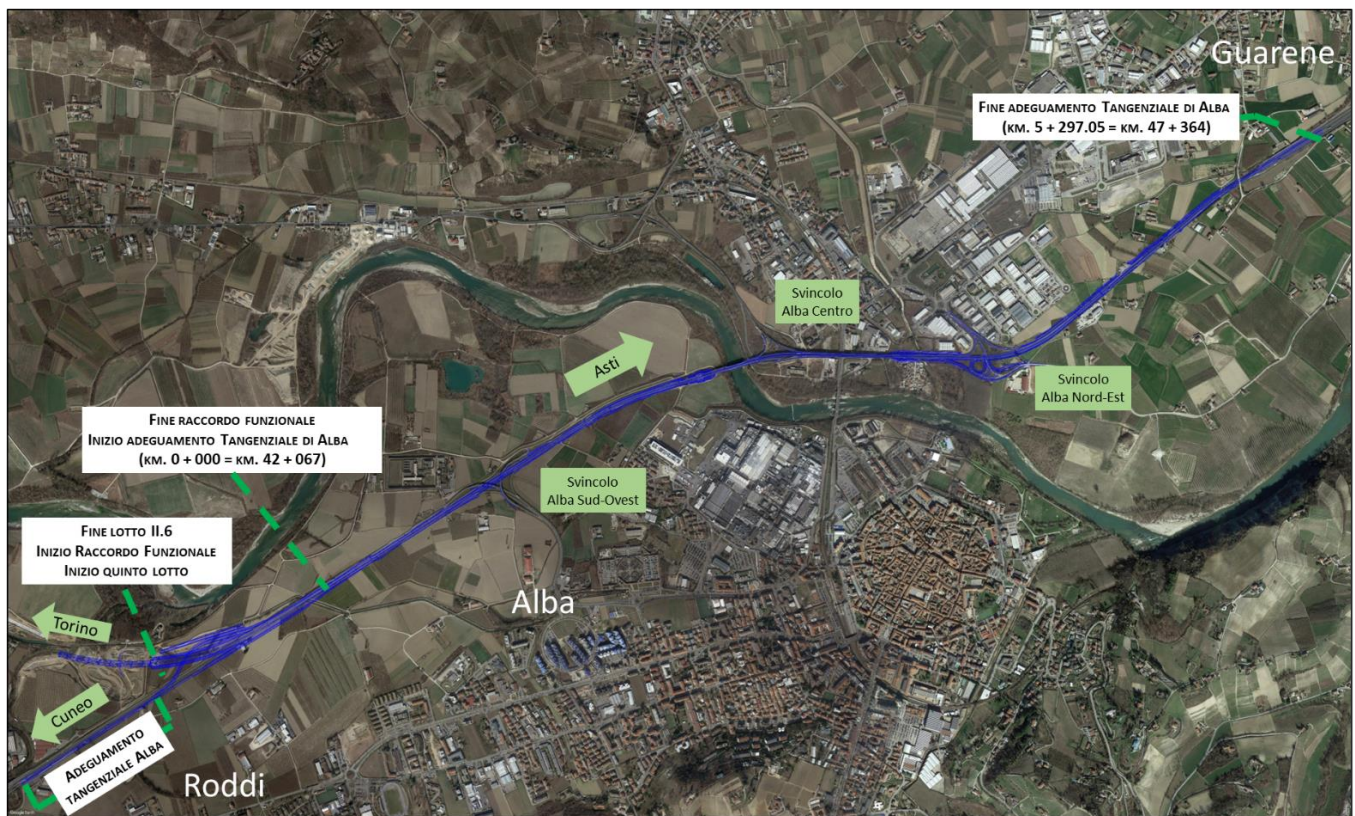 Guarene
FINE ADEGUAMENTO TANGENZIALE DI ALBA
(KM. 5 + 297.05 = KM. 47 + 364)
Svincolo
Alba Centro
Asti
Svincolo
Alba Nord-Est
FINE RACCORDO FUNZIONALE
INIZIO ADEGUAMENTO TANGENZIALE DI ALBA
(KM. 0 + 000 = KM. 42 + 067)
Svincolo
Alba Sud-Ovest
FINE LOTTO II.6
INIZIO RACCORDO FUNZIONALE
INIZIO QUINTO LOTTO
Alba
Torino
Cuneo
ADEGUAMENTO
TANGENZIALE ALBA
Roddi